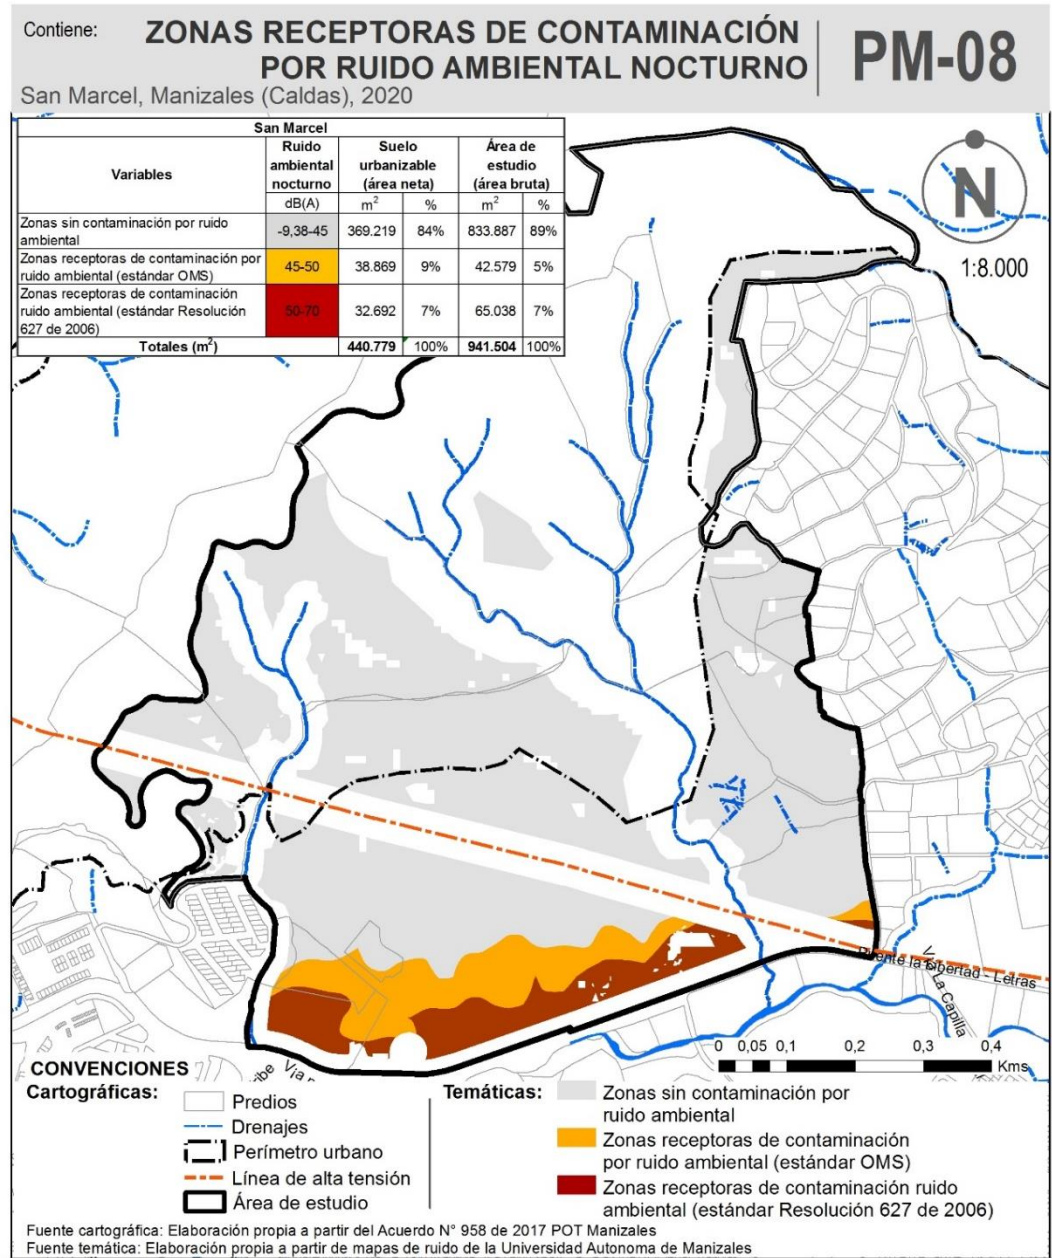 Contiene:
ZONAS RECEPTORAS DE CONTAMINACIÓN
POR RUIDO AMBIENTAL NOCTURNO
PM-08
San Marcel, Manizales (Caldas), 2020
San Marcel
Variables
Ruido
ambiental
nocturno
Suelo
urbanizable
(área neta)
Área de
estudio
(área bruta)
dB(A) m² % m² %
Zonas sin contaminación por ruido
ambiental
-9,38-45 369.219 84% 833.887 89%
Zonas receptoras de contaminación por
ruido ambiental (estándar OMS)
45-50 38.869 9% 42.579 5%
Zonas receptoras de contaminación
ruido ambiental (estándar Resolución
627 de 2006)
50-70 32.692 7% 65.038 7%
Totales (m²) 440.779 100% 941.504 100%
N
1:8.000
Puente la Libertad - Letras
La Capilla
0 0,05 0,1 0,2 0,3 0,4
Kms
CONVENCIONES
Cartográficas:
Predios
Drenajes
Perímetro urbano
Línea de alta tensión
Área de estudio
Temáticas:
Zonas sin contaminación por
ruido ambiental
Zonas receptoras de contaminación
por ruido ambiental (estándar OMS)
Zonas receptoras de contaminación ruido
ambiental (estándar Resolución 627 de 2006)
Fuente cartográfica: Elaboración propia a partir del Acuerdo N° 958 de 2017 POT Manizales
Fuente temática: Elaboración propia a partir de mapas de ruido de la Universidad Autonoma de Manizales